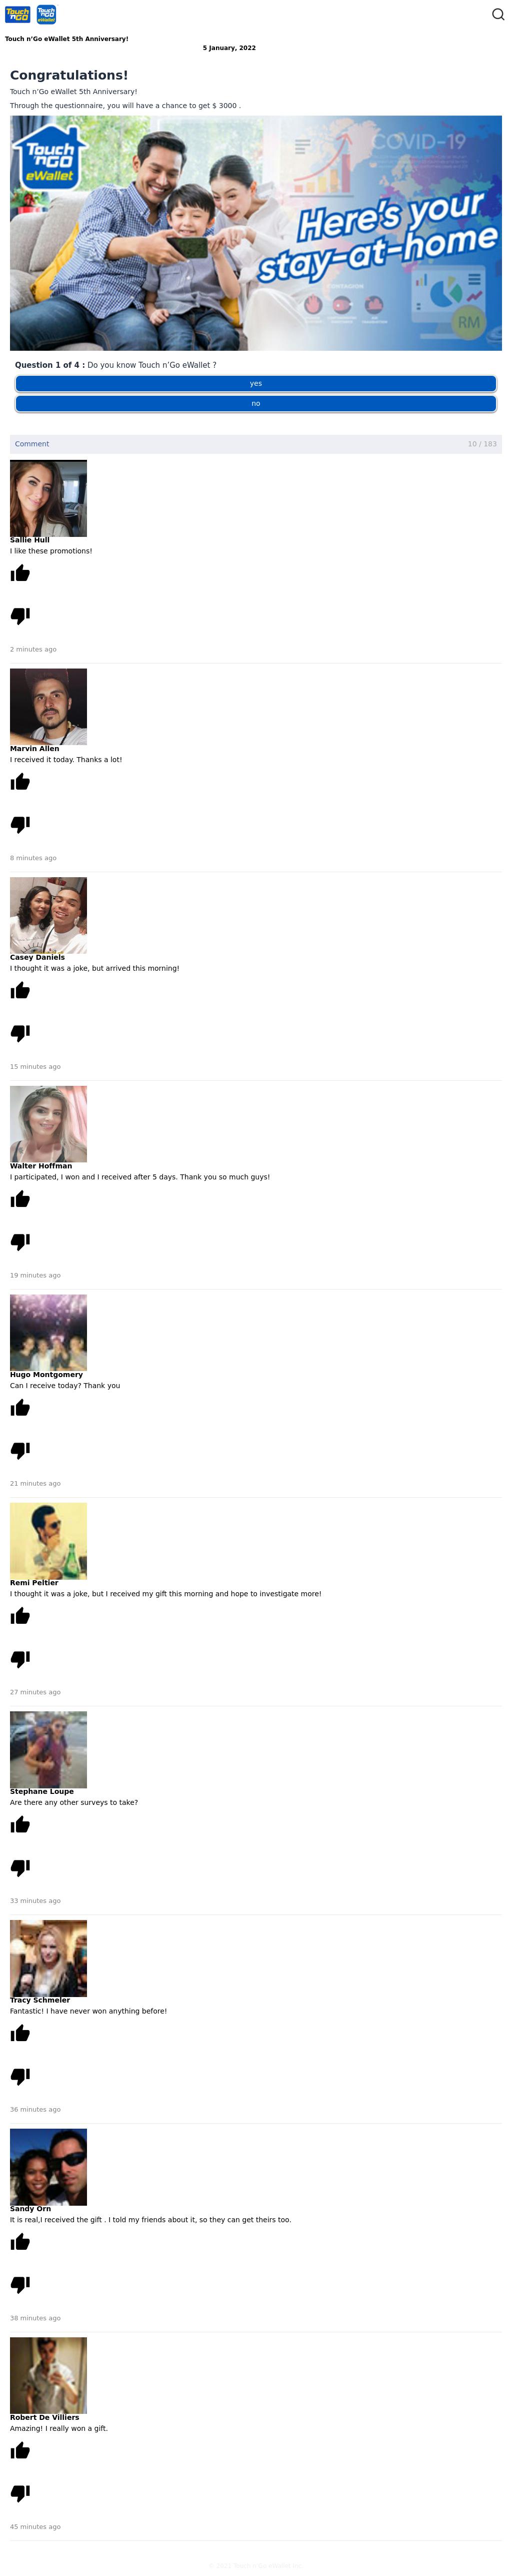 Touch 'nGO
Touch 'nGO eWallet
Touch n’Go eWallet 5th Anniversary!
5 January, 2022
Congratulations!
Touch n’Go eWallet 5th Anniversary!
Through the questionnaire, you will have a chance to get $ 3000 .
Touch 'nGO eWallet
COVID-19
Here's your
stay-at-home
RM
Question 1 of 4 : Do you know Touch n’Go eWallet ?
yes
no
Comment 10 / 183
Sallie Hull
I like these promotions!
2 minutes ago
Marvin Allen
I received it today. Thanks a lot!
8 minutes ago
Casey Daniels
I thought it was a joke, but arrived this morning!
15 minutes ago
Walter Hoffman
I participated, I won and I received after 5 days. Thank you so much guys!
19 minutes ago
Hugo Montgomery
Can I receive today? Thank you
21 minutes ago
Remi Peltier
I thought it was a joke, but I received my gift this morning and hope to investigate more!
27 minutes ago
Stephane Loupe
Are there any other surveys to take?
33 minutes ago
Tracy Schmeler
Fantastic! I have never won anything before!
36 minutes ago
Sandy Orn
It is real,I received the gift . I told my friends about it, so they can get theirs too.
38 minutes ago
Robert De Villiers
Amazing! I really won a gift.
45 minutes ago